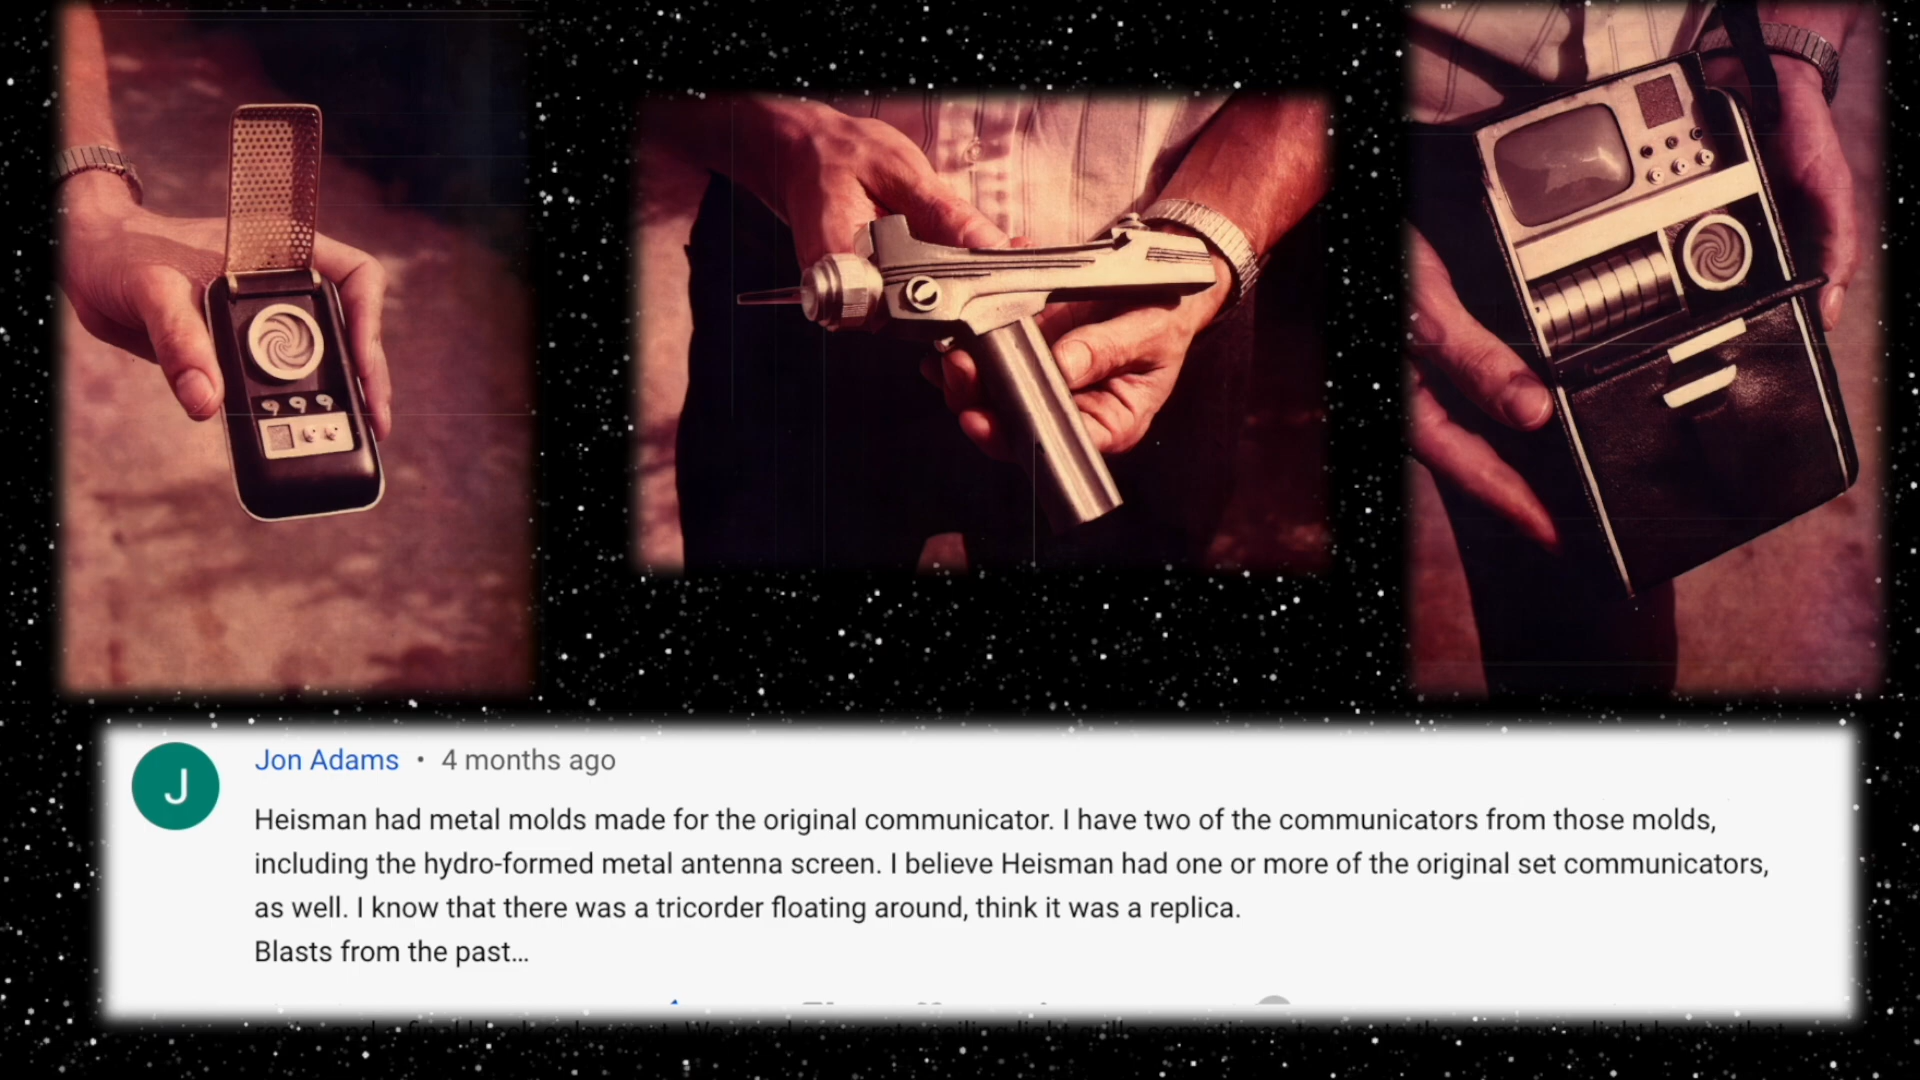 9 9 9
J
Jon Adams • 4 months ago
Heisman had metal molds made for the original communicator. I have two of the communicators from those molds,
including the hydro-formed metal antenna screen. I believe Heisman had one or more of the original set communicators,
as well. I know that there was a tricorder floating around, think it was a replica.
Blasts from the past...